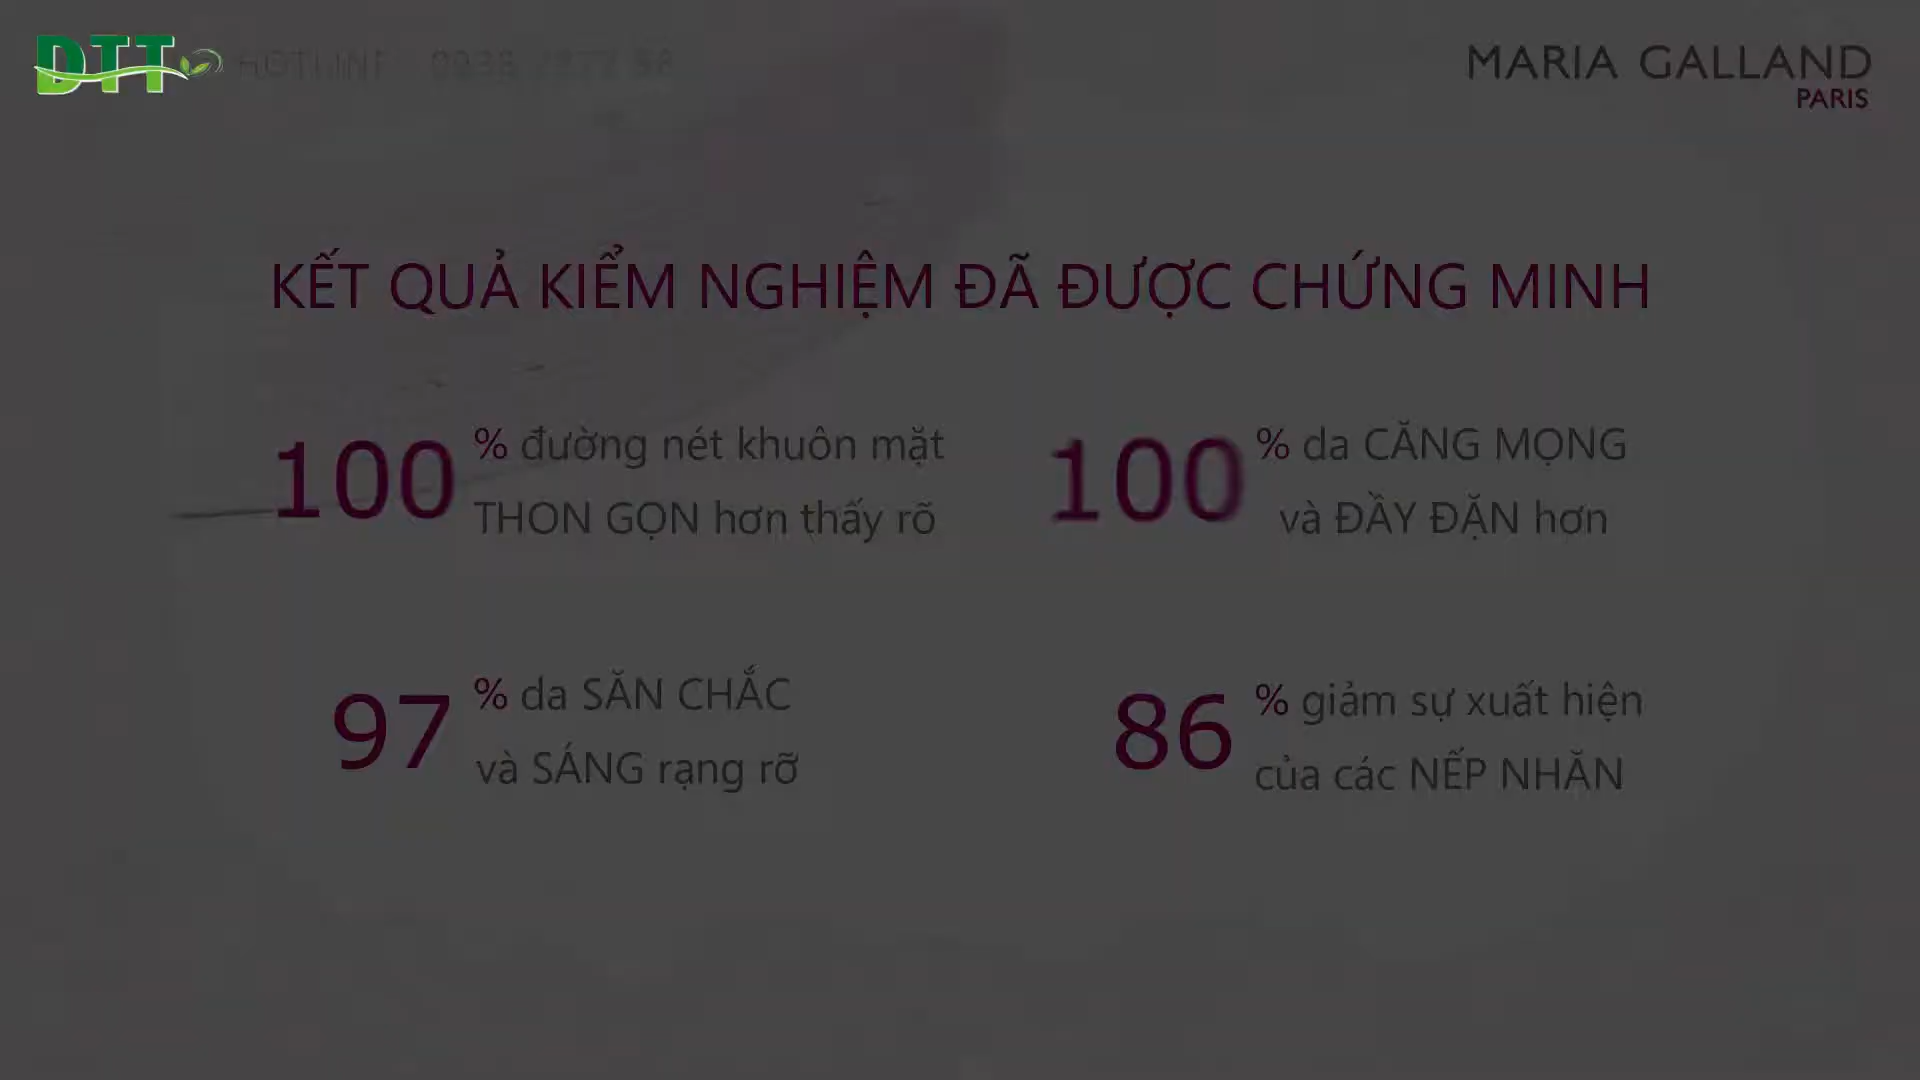 DTT HOTLINE
MARIA GALLAND
PARIS
KẾT QUẢ KIỂM NGHIỆM ĐÃ ĐƯỢC CHỨNG MINH
100 % đường nét khuôn mặt
THON GỌN hơn thấy rõ
100 % da CĂNG MỌNG
và ĐẦY ĐẶN hơn
97 % da SĂN CHẮC
và SÁNG rạng rỡ
86 % giảm sự xuất hiện
của các NẾP NHĂN